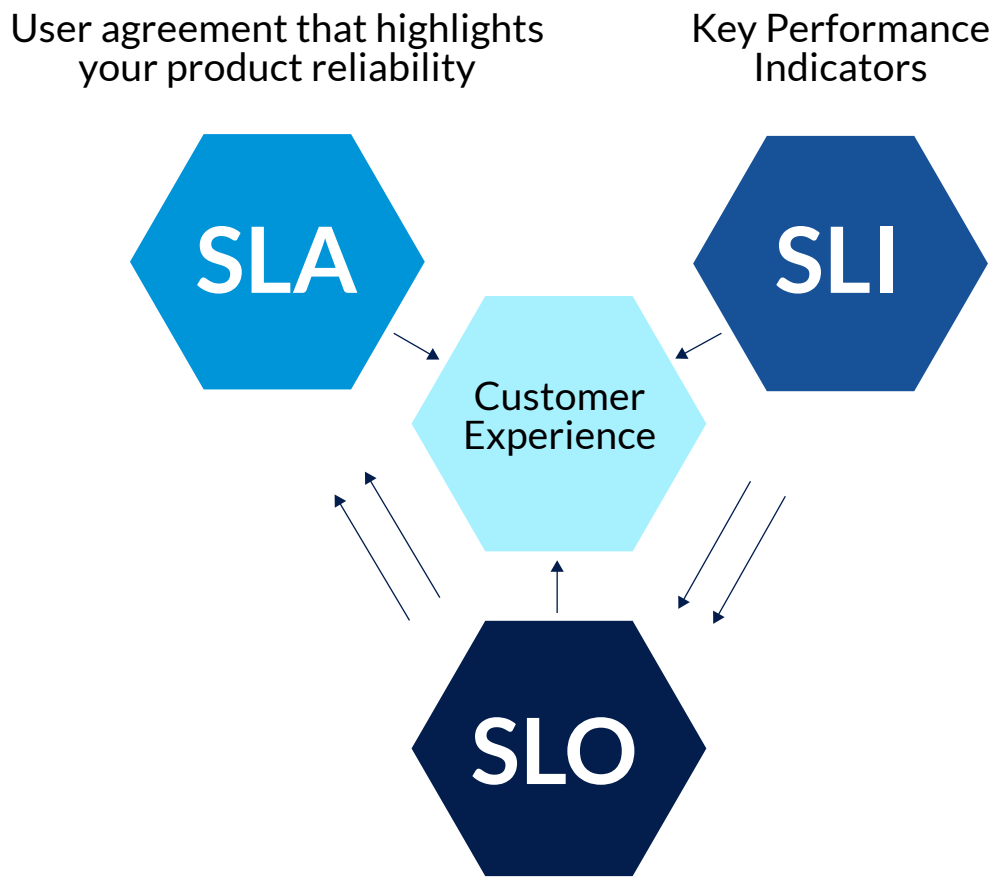 User agreement that highlights
your product reliability
Key Performance
Indicators
SLA
SLI
Customer
Experience
SLO